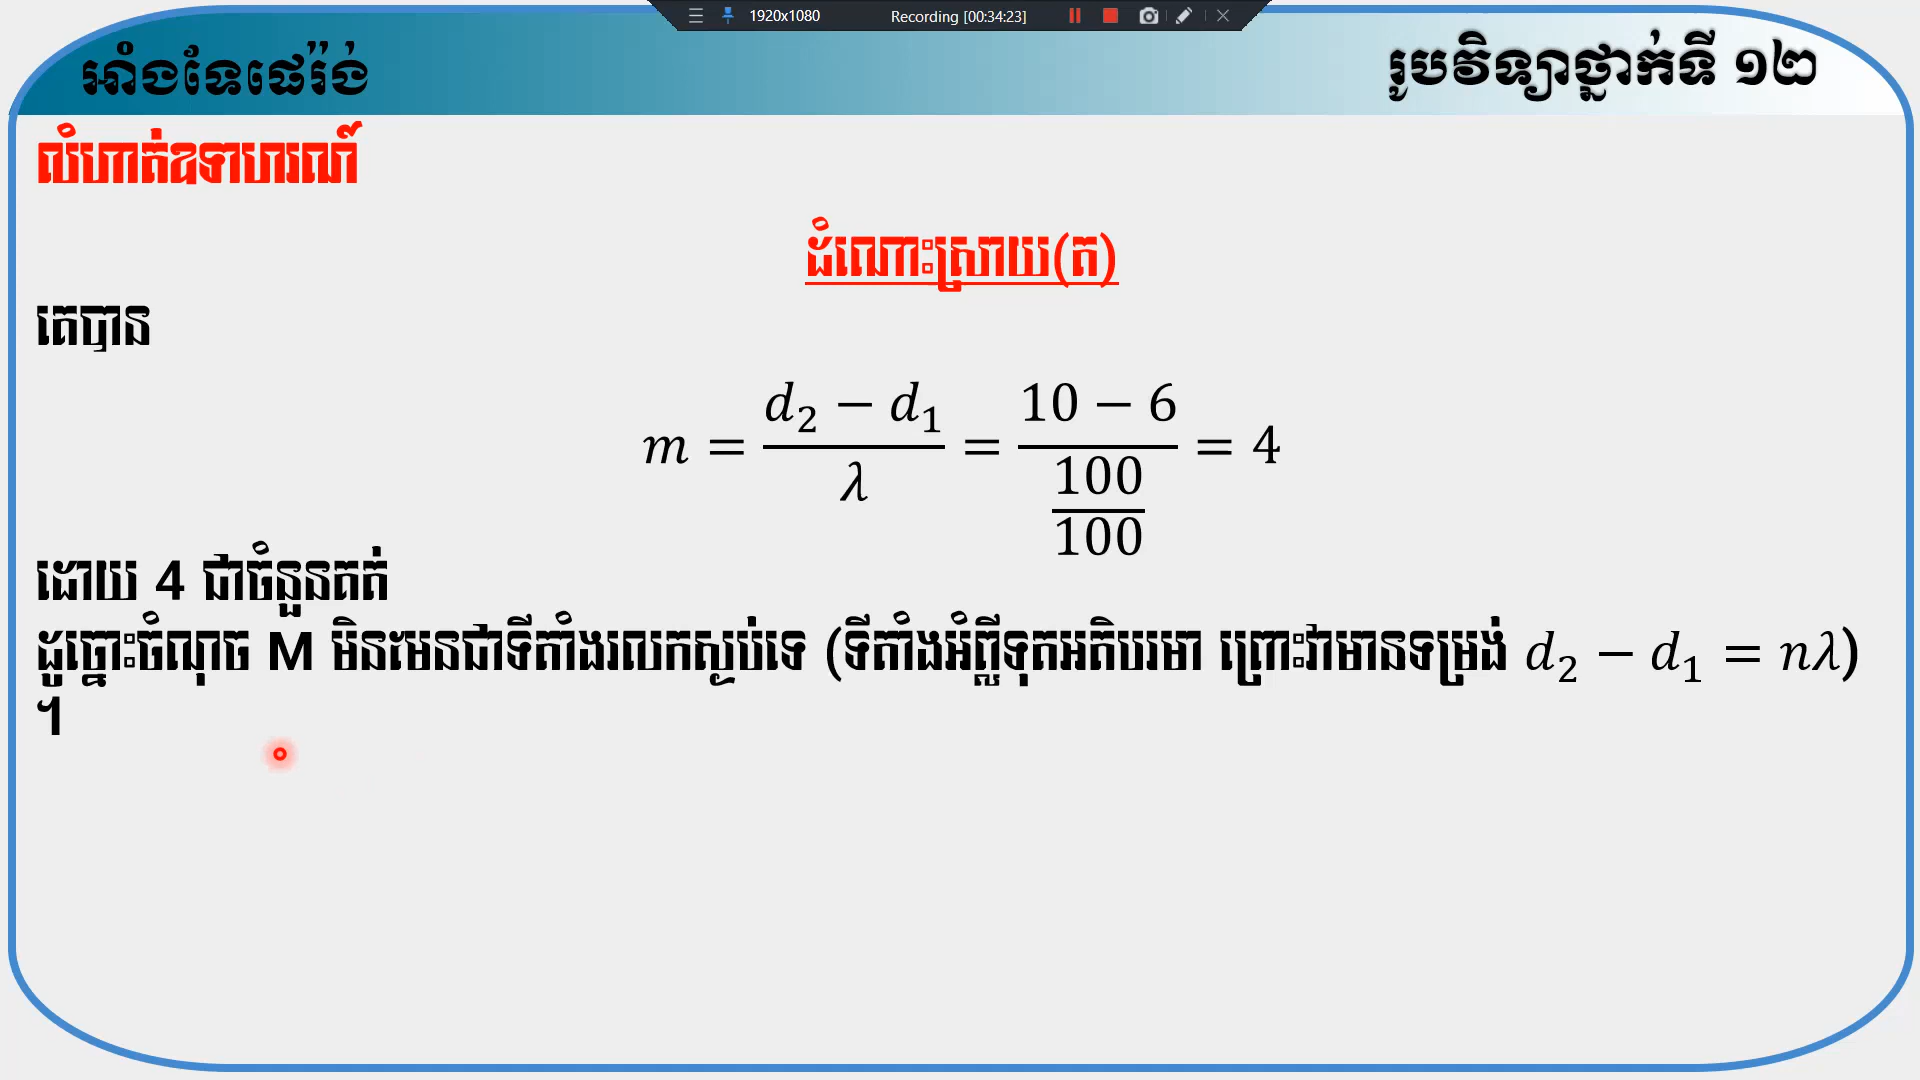 1920x1080 Recording [00:34:23]
អាំងទែផេរ៉ង់ រូបវិទ្យាថ្នាក់ទី ១២
លំហាត់ឧទាហរណ៍
ដំណោះស្រាយ(ត)
គេបាន
m = (d₂ − d₁)/λ = (10 − 6)/(100/100) = 4
ដោយ 4 ជាចំនួនគត់
ដូច្នោះចំណុច M មិនមែនជាទីតាំងរលកស្ងប់ទេ (ទីតាំងអំព្លីទុតអតិបរមា ព្រោះវាមានទម្រង់ d₂ − d₁ = nλ)
។